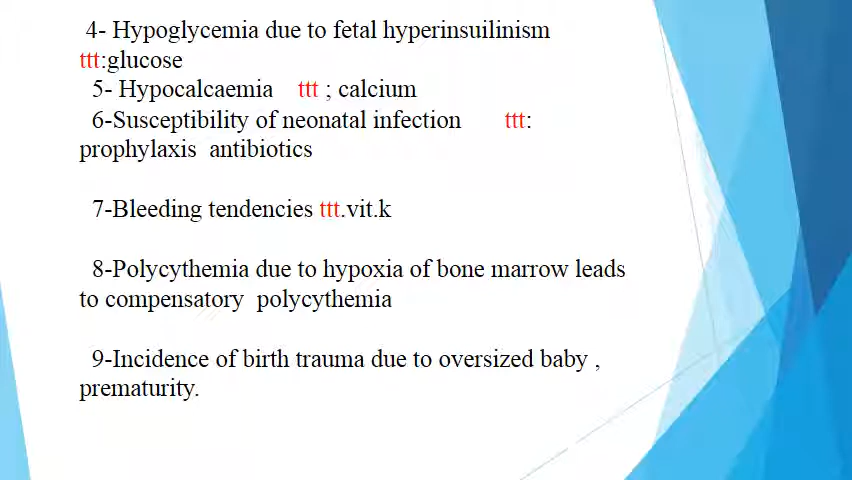 4- Hypoglycemia due to fetal hyperinsuilinism
ttt:glucose
5- Hypocalcaemia ttt ; calcium
6-Susceptibility of neonatal infection ttt:
prophylaxis antibiotics
7-Bleeding tendencies ttt.vit.k
8-Polycythemia due to hypoxia of bone marrow leads
to compensatory polycythemia
9-Incidence of birth trauma due to oversized baby ,
prematurity.